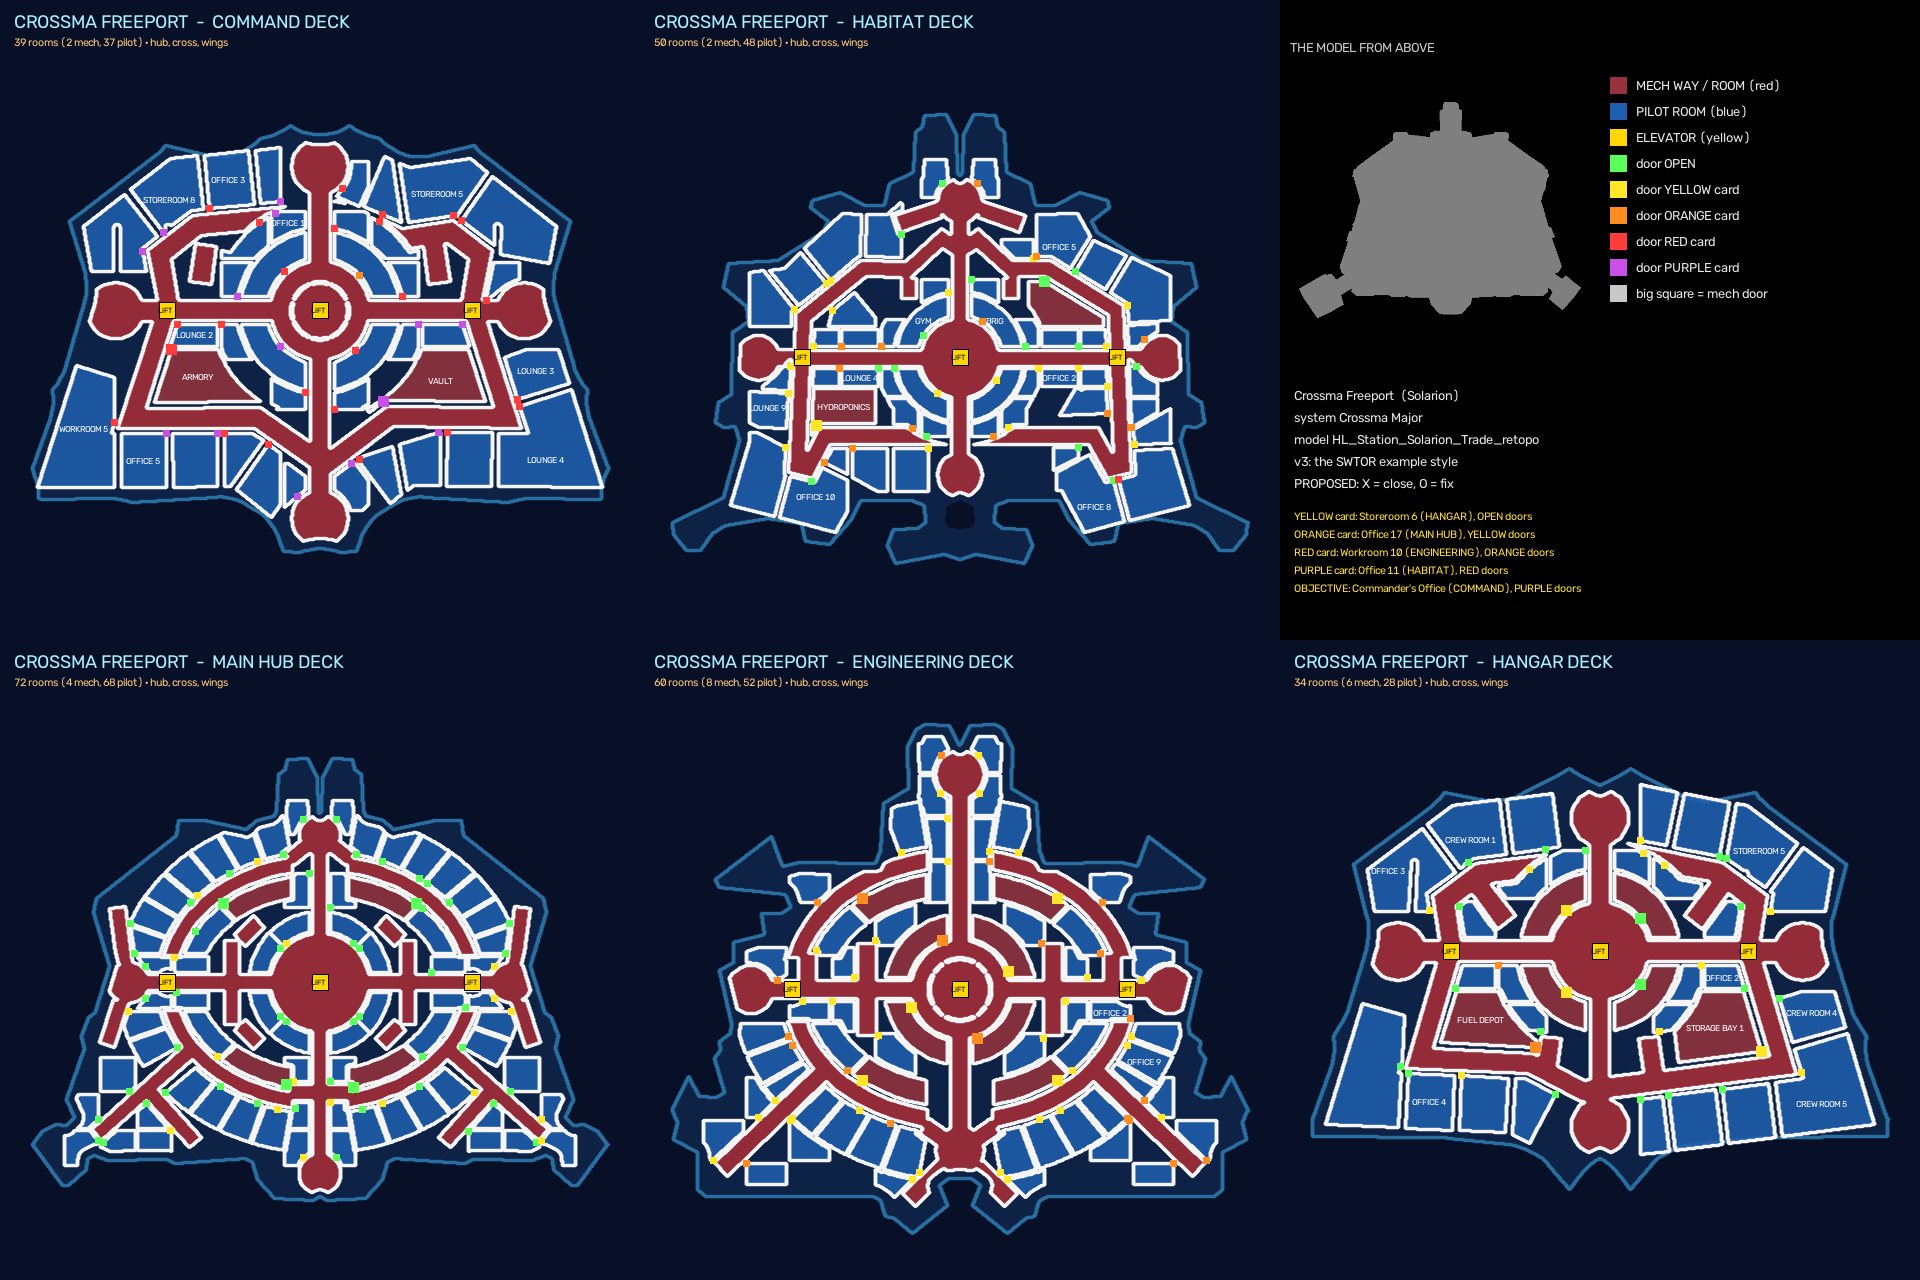 CROSSMA FREEPORT - COMMAND DECK
39 rooms (2 mech, 37 pilot) • hub, cross, wings
OFFICE 3
STOREROOM 8
STOREROOM 5
OFFICE 1
LIFT
LIFT
LIFT
LOUNGE 2
ARMORY
VAULT
LOUNGE 3
WORKROOM 5
OFFICE 5
LOUNGE 4
CROSSMA FREEPORT - HABITAT DECK
50 rooms (2 mech, 48 pilot) • hub, cross, wings
OFFICE 5
GYM
BRIG
LIFT
LIFT
LIFT
LOUNGE 4
OFFICE 2
LOUNGE 9
HYDROPONICS
OFFICE 10
OFFICE 8
THE MODEL FROM ABOVE
MECH WAY / ROOM (red)
PILOT ROOM (blue)
ELEVATOR (yellow)
door OPEN
door YELLOW card
door ORANGE card
door RED card
door PURPLE card
big square = mech door
Crossma Freeport (Solarion)
system Crossma Major
model HL_Station_Solarion_Trade_retopo
v3: the SWTOR example style
PROPOSED: X = close, O = fix
YELLOW card: Storeroom 6 (HANGAR), OPEN doors
ORANGE card: Office 17 (MAIN HUB), YELLOW doors
RED card: Workroom 10 (ENGINEERING), ORANGE doors
PURPLE card: Office 11 (HABITAT), RED doors
OBJECTIVE: Commander's Office (COMMAND), PURPLE doors
CROSSMA FREEPORT - MAIN HUB DECK
72 rooms (4 mech, 68 pilot) • hub, cross, wings
LIFT
LIFT
LIFT
CROSSMA FREEPORT - ENGINEERING DECK
60 rooms (8 mech, 52 pilot) • hub, cross, wings
LIFT
LIFT
LIFT
OFFICE 2
OFFICE 9
CROSSMA FREEPORT - HANGAR DECK
34 rooms (6 mech, 28 pilot) • hub, cross, wings
CREW ROOM 1
STOREROOM 5
OFFICE 3
LIFT
LIFT
LIFT
OFFICE 2
CREW ROOM 4
FUEL DEPOT
STORAGE BAY 1
OFFICE 4
CREW ROOM 5